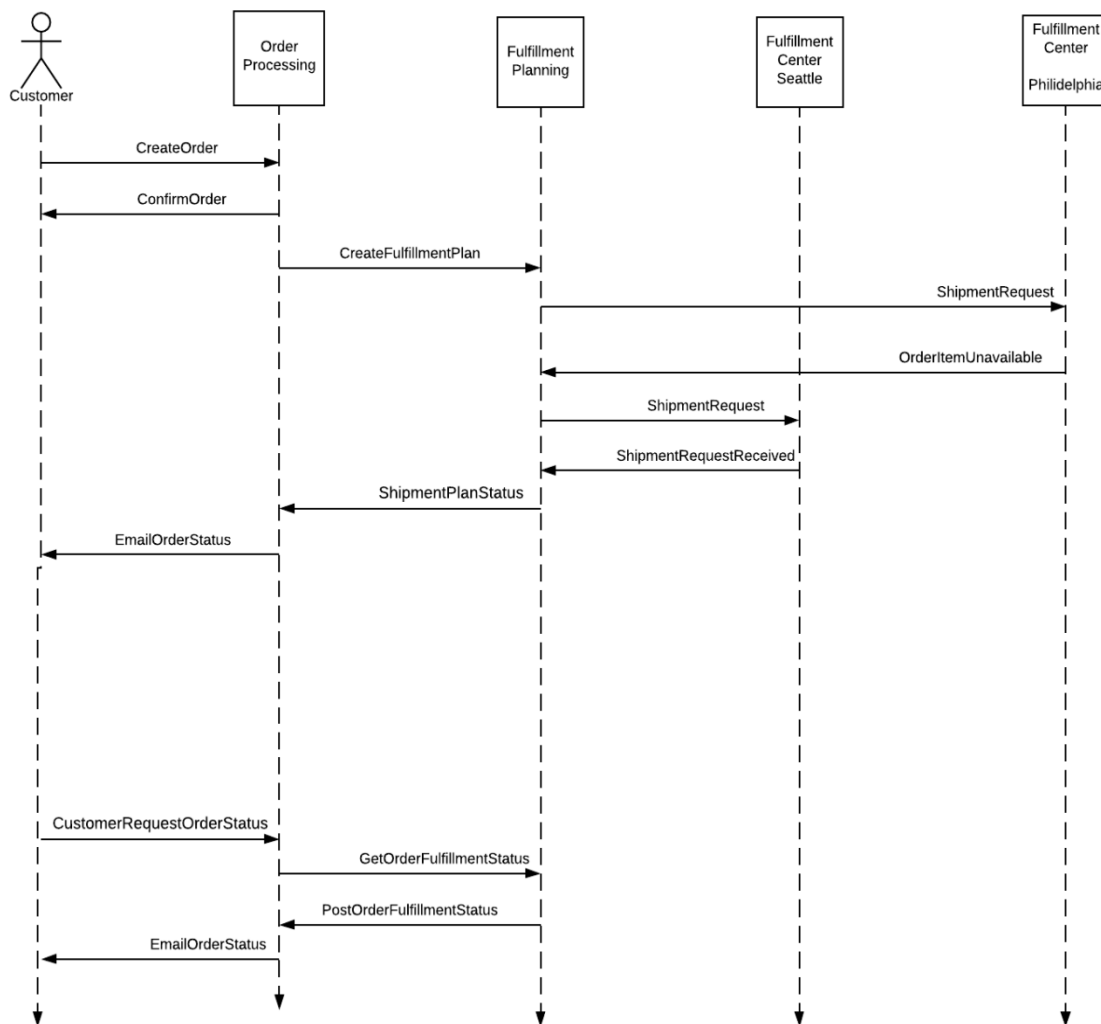 Customer
Order
Processing
Fulfillment
Planning
Fulfillment
Center
Seattle
Fulfillment
Center
Philidelphia
CreateOrder
ConfirmOrder
CreateFulfillmentPlan
ShipmentRequest
OrderItemUnavailable
ShipmentRequest
ShipmentRequestReceived
ShipmentPlanStatus
EmailOrderStatus
CustomerRequestOrderStatus
GetOrderFulfillmentStatus
PostOrderFulfillmentStatus
EmailOrderStatus